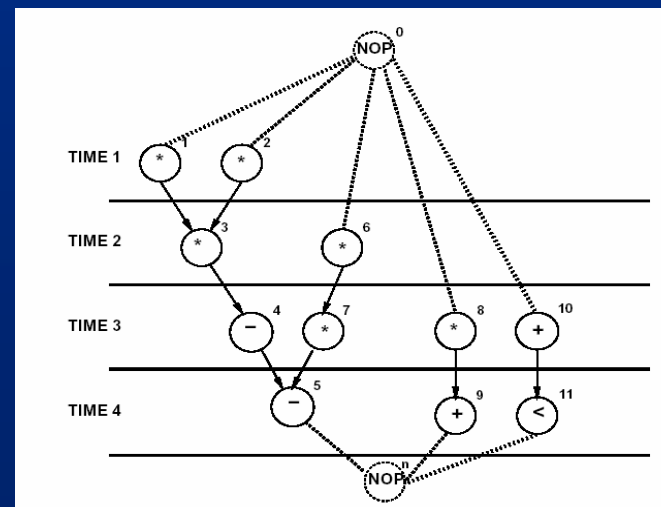 0
NOP
TIME 1 * 1 * 2
TIME 2 * 3 * 6
TIME 3 − 4 * 7 * 8 + 10
TIME 4 − 5 + 9 < 11
n
NOP